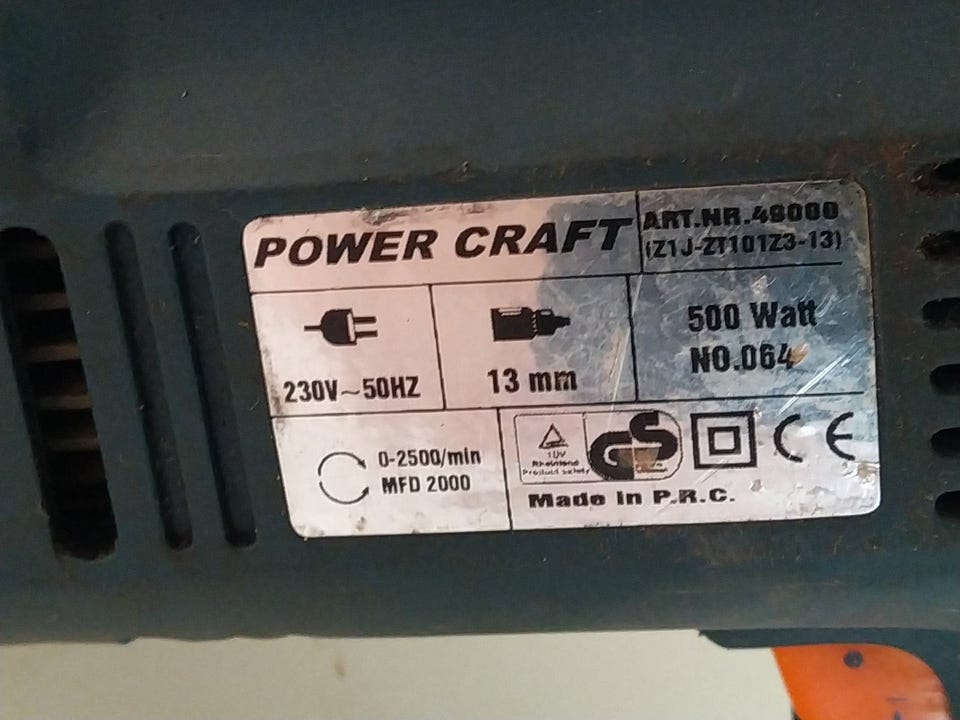 POWER CRAFT
ART.NR.49000
(Z1J-ZT101Z3-13)
230V~50HZ
13 mm
500 Watt
NO.064
0-2500/min
MFD 2000
TÜV
Rheinland
Product safety
GS
CE
Made in P.R.C.